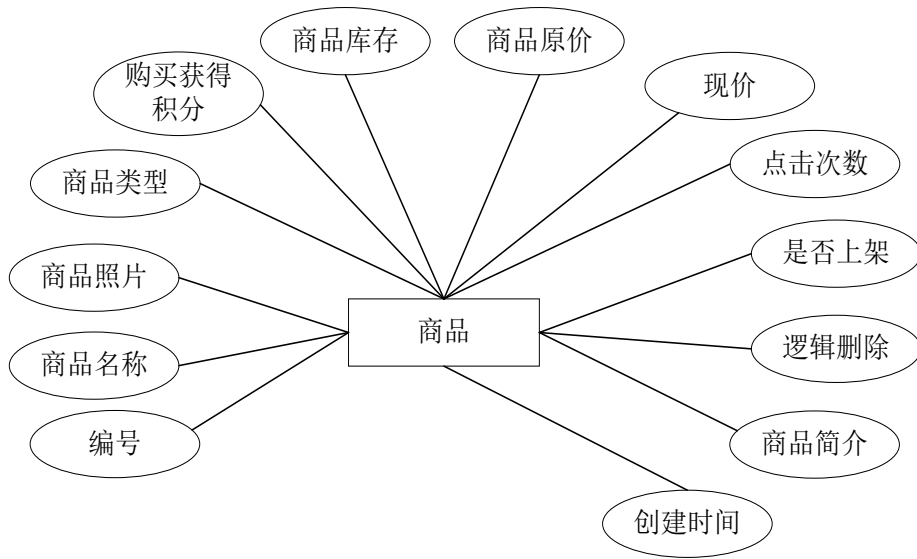 商品库存
商品原价
购买获得
积分
现价
商品类型
点击次数
是否上架
商品照片
商品
商品名称
逻辑删除
编号
商品简介
创建时间